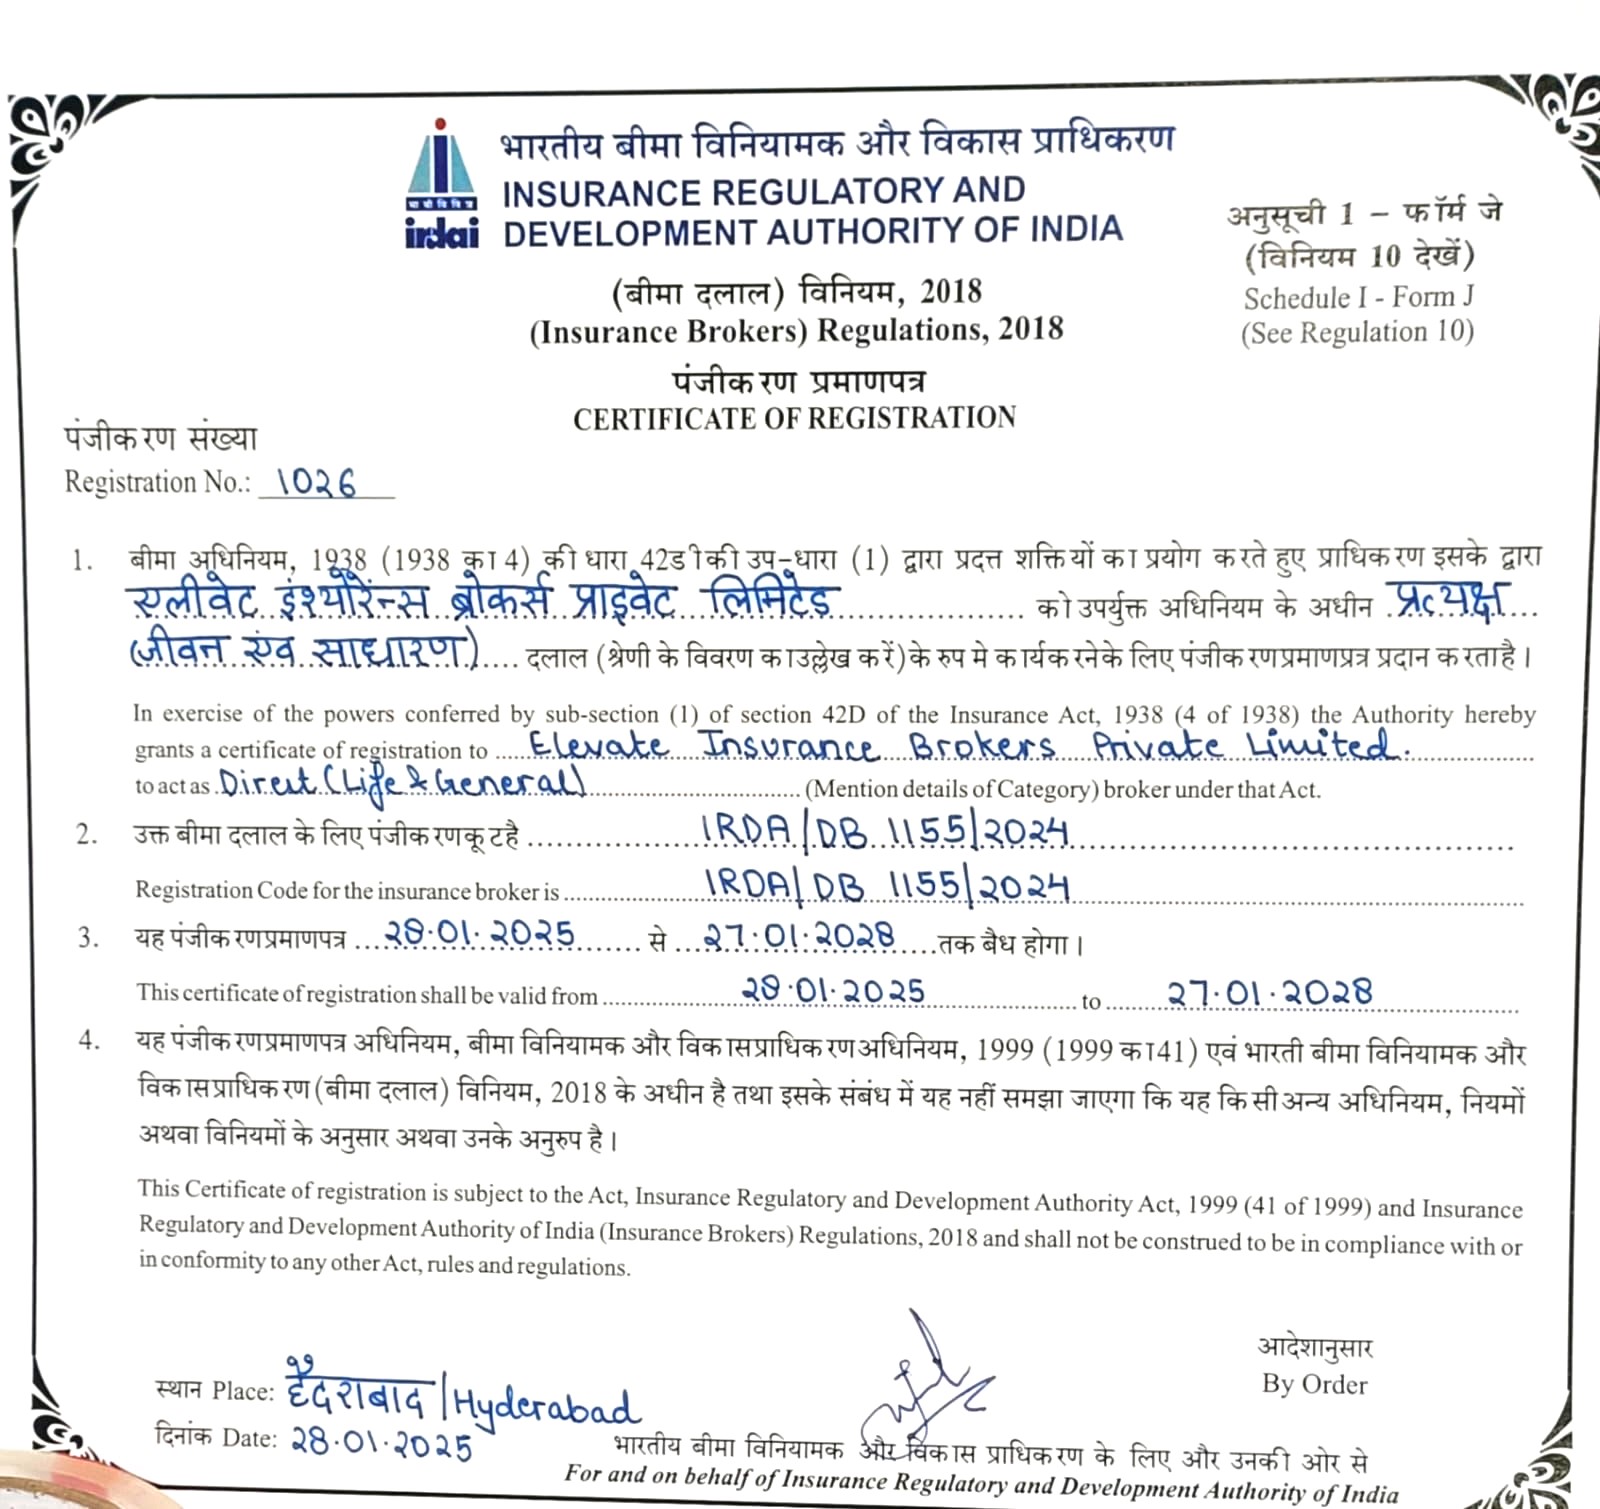 भारतीय बीमा विनियामक और विकास प्राधिकरण
INSURANCE REGULATORY AND
DEVELOPMENT AUTHORITY OF INDIA
भा बी वि वि प्रा
irdai
अनुसूची 1 – फॉर्म जे
(विनियम 10 देखें)
Schedule I - Form J
(See Regulation 10)
(बीमा दलाल) विनियम, 2018
(Insurance Brokers) Regulations, 2018
पंजीकरण प्रमाणपत्र
CERTIFICATE OF REGISTRATION
पंजीकरण संख्या
Registration No.: 1026
1. बीमा अधिनियम, 1938 (1938 का 4) की धारा 42डी की उप-धारा (1) द्वारा प्रदत्त शक्तियों का प्रयोग करते हुए प्राधिकरण इसके द्वारा
एलीवेट इंश्योरेंन्स ब्रोकर्स प्राइवेट लिमिटेड को उपर्युक्त अधिनियम के अधीन प्रत्यक्ष
(जीवन एंव साधारण) दलाल (श्रेणी के विवरण का उल्लेख करें) के रुप मे कार्य करने के लिए पंजीकरण प्रमाणप्रत्र प्रदान करता है।
In exercise of the powers conferred by sub-section (1) of section 42D of the Insurance Act, 1938 (4 of 1938) the Authority hereby
grants a certificate of registration to Elevate Insurance Brokers Private Limited.
to act as Direct (Life & General) (Mention details of Category) broker under that Act.
2. उक्त बीमा दलाल के लिए पंजीकरण कूट है IRDA/DB 1155/2024
Registration Code for the insurance broker is IRDA/DB 1155/2024
3. यह पंजीकरण प्रमाणपत्र 28.01.2025 से 27.01.2028 तक बैध होगा।
This certificate of registration shall be valid from 28.01.2025 to 27.01.2028
4. यह पंजीकरण प्रमाणपत्र अधिनियम, बीमा विनियामक और विकास प्राधिकरण अधिनियम, 1999 (1999 का 41) एवं भारती बीमा विनियामक और
विकास प्राधिकरण (बीमा दलाल) विनियम, 2018 के अधीन है तथा इसके संबंध में यह नहीं समझा जाएगा कि यह किसी अन्य अधिनियम, नियमों
अथवा विनियमों के अनुसार अथवा उनके अनुरुप है।
This Certificate of registration is subject to the Act, Insurance Regulatory and Development Authority Act, 1999 (41 of 1999) and Insurance
Regulatory and Development Authority of India (Insurance Brokers) Regulations, 2018 and shall not be construed to be in compliance with or
in conformity to any other Act, rules and regulations.
आदेशानुसार
By Order
स्थान Place: हैदराबाद/Hyderabad
दिनांक Date: 28.01.2025
भारतीय बीमा विनियामक और विकास प्राधिकरण के लिए और उनकी ओर से
For and on behalf of Insurance Regulatory and Development Authority of India